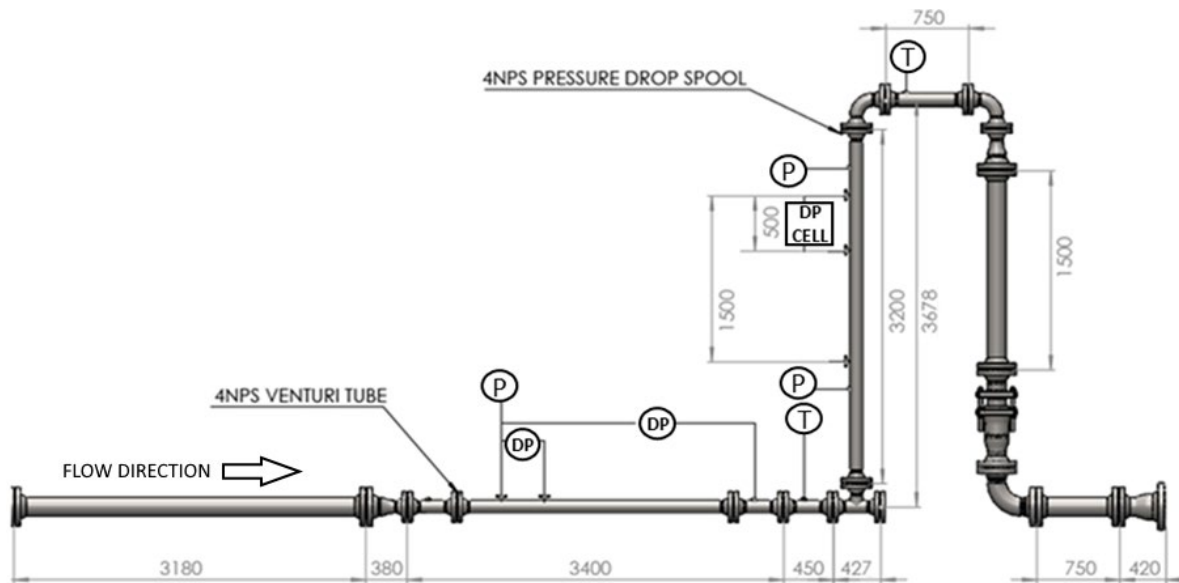 750
T
4NPS PRESSURE DROP SPOOL
P
DP
CELL
500
1500
1500
3200
3678
P
4NPS VENTURI TUBE
P
DP
DP
T
FLOW DIRECTION
3180
380
3400
450
427
750
420